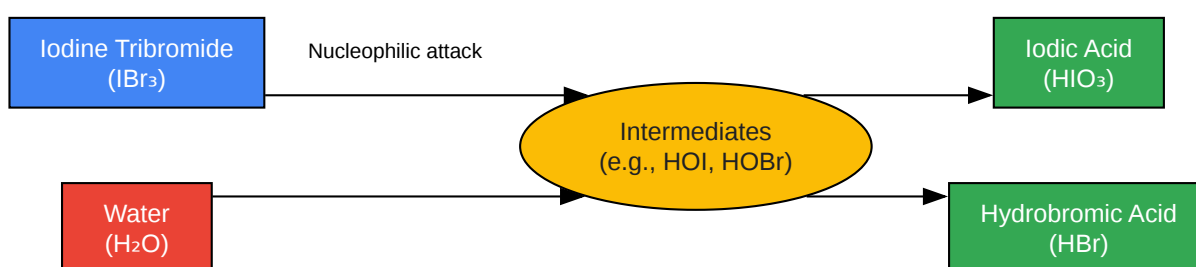 Iodine Tribromide
(IBr₃)
Nucleophilic attack
Iodic Acid
(HIO₃)
Intermediates
(e.g., HOI, HOBr)
Water
(H₂O)
Hydrobromic Acid
(HBr)